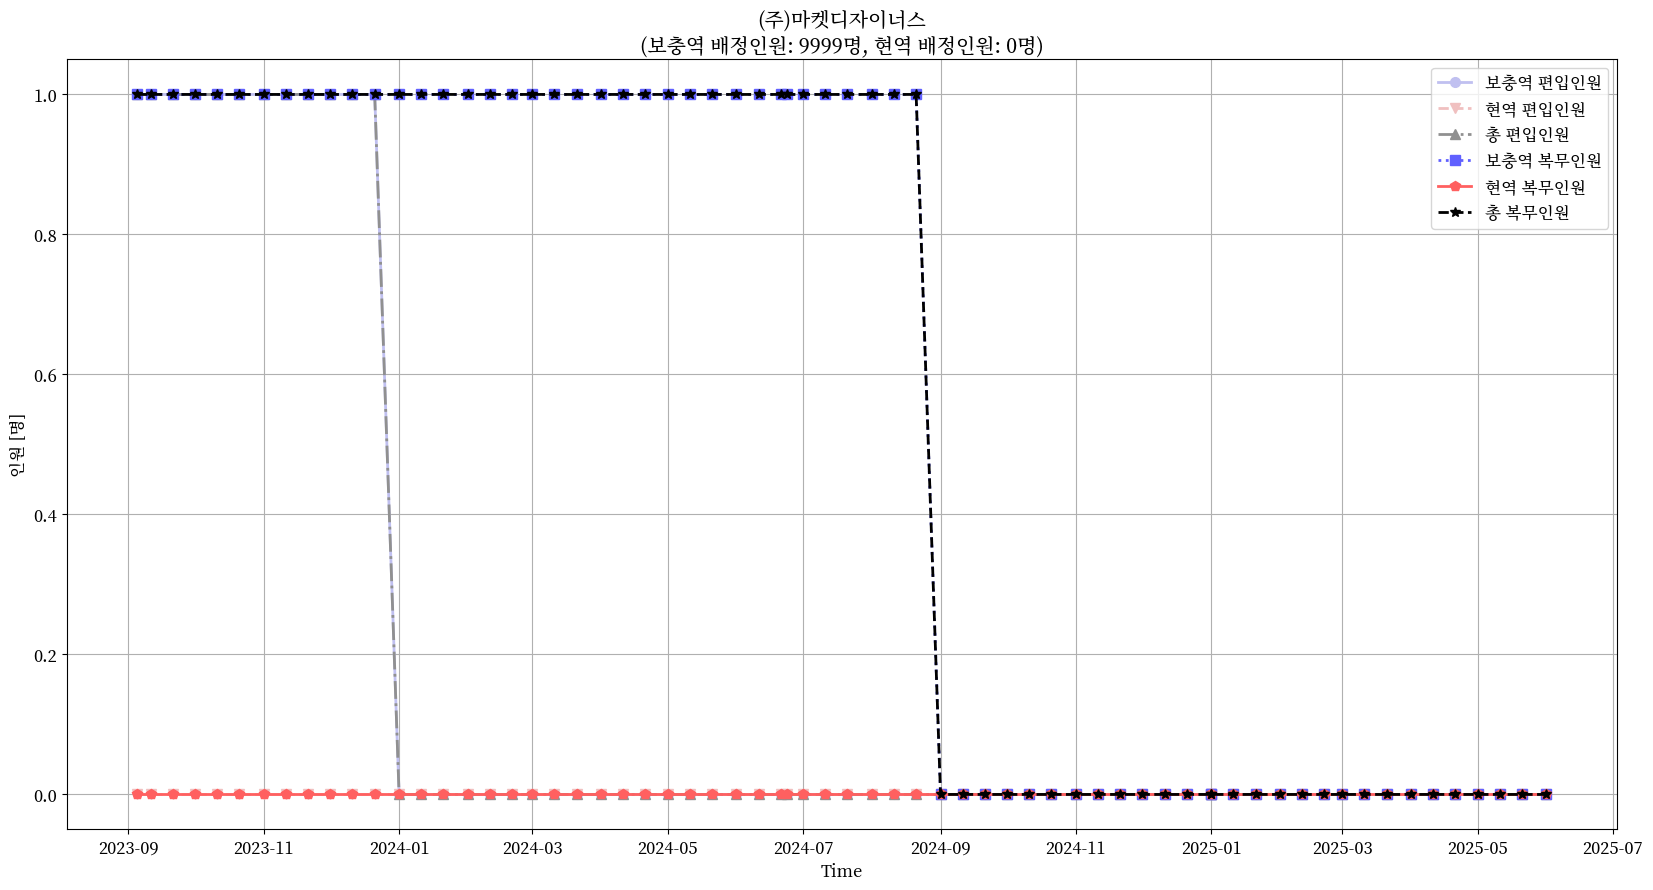 (주)마켓디자이너스
(보충역 배정인원: 9999명, 현역 배정인원: 0명)
보충역 편입인원
현역 편입인원
총 편입인원
보충역 복무인원
현역 복무인원
총 복무인원
인원 [명]
1.0
0.8
0.6
0.4
0.2
0.0
2023-09 2023-11 2024-01 2024-03 2024-05 2024-07 2024-09 2024-11 2025-01 2025-03 2025-05 2025-07
Time